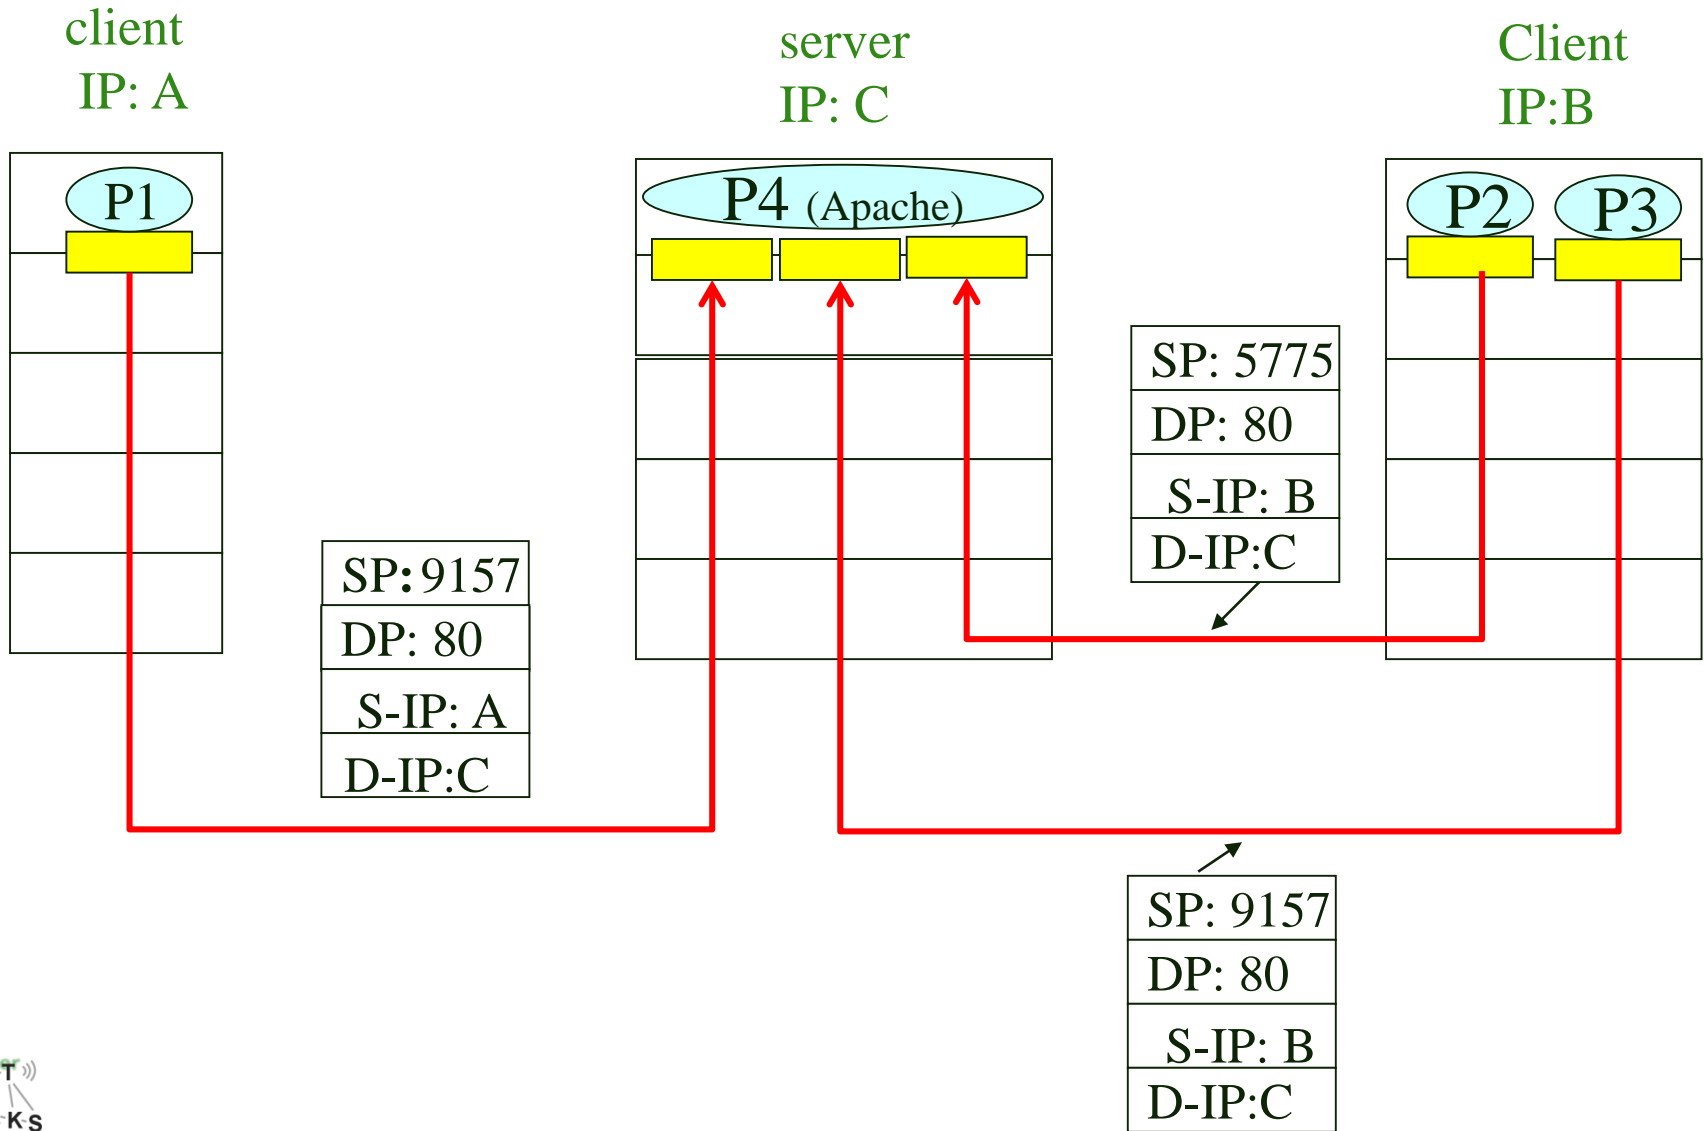 client
IP: A
server
IP: C
Client
IP:B
P1
P4 (Apache)
P2
P3
SP: 5775
DP: 80
S-IP: B
D-IP:C
SP: 9157
DP: 80
S-IP: A
D-IP:C
SP: 9157
DP: 80
S-IP: B
D-IP:C
T
K-S